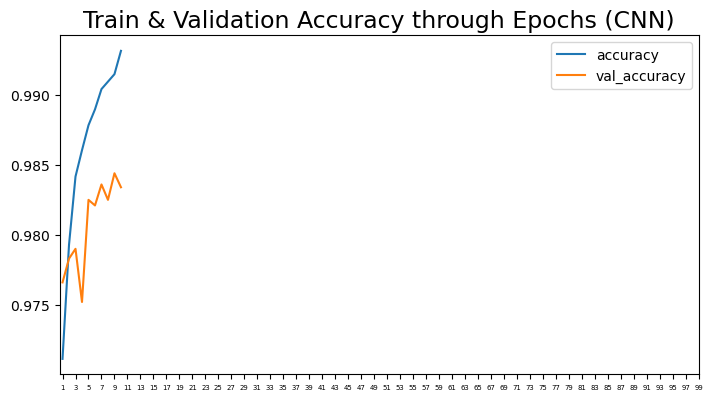 Train & Validation Accuracy through Epochs (CNN)
accuracy
val_accuracy
0.990
0.985
0.980
0.975
1 3 5 7 9 11 13 15 17 19 21 23 25 27 29 31 33 35 37 39 41 43 45 47 49 51 53 55 57 59 61 63 65 67 69 71 73 75 77 79 81 83 85 87 89 91 93 95 97 99